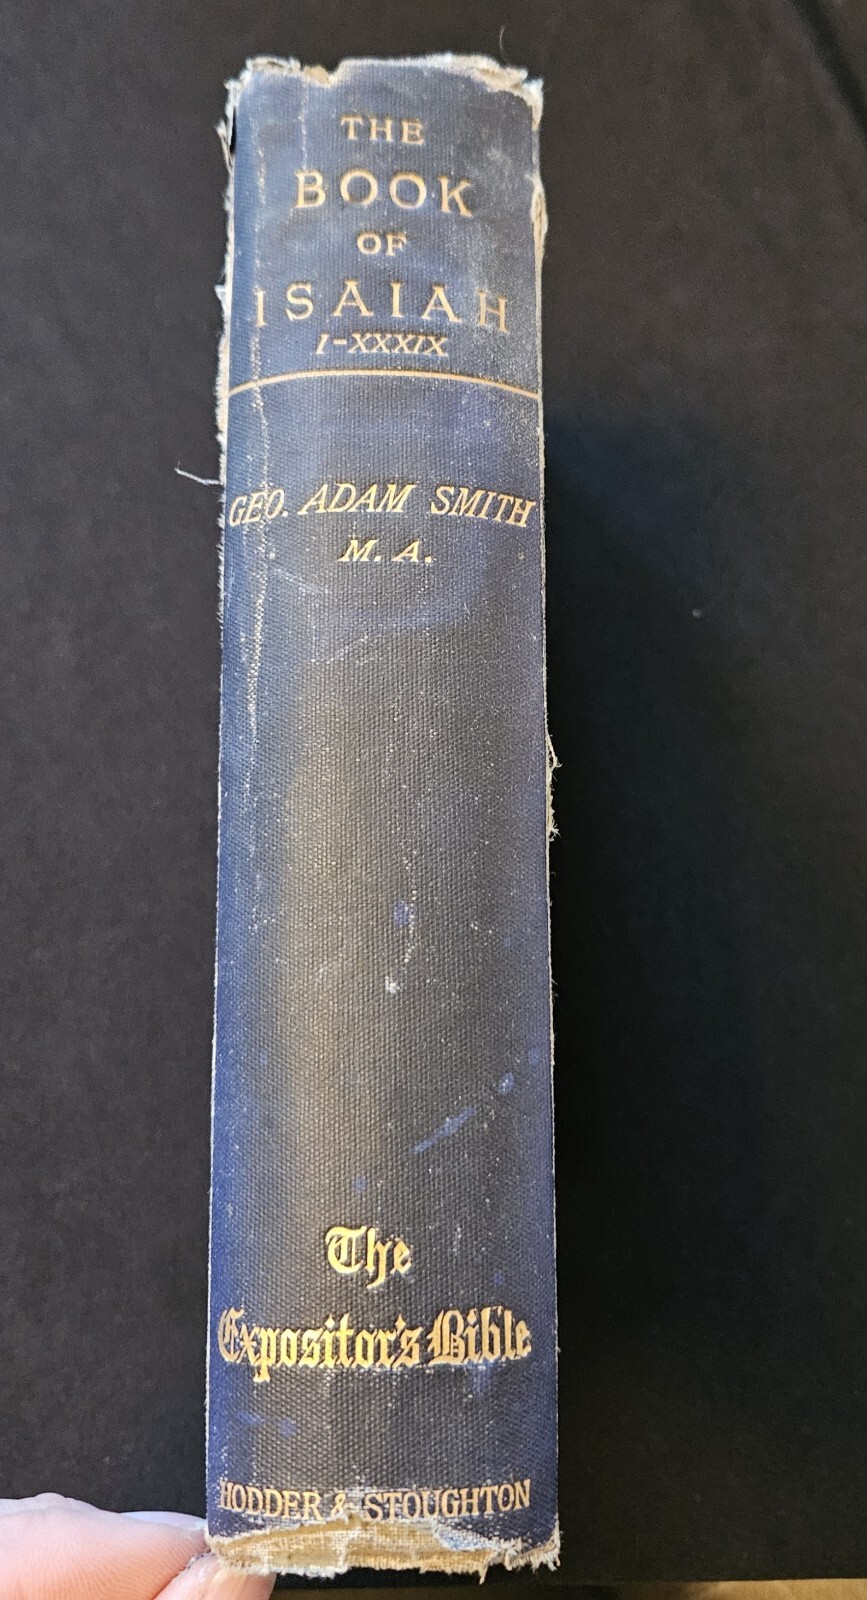 THE
BOOK
OF
ISAIAH
I-XXXIX
GEO. ADAM SMITH
M. A.
The
Expositor's Bible
HODDER & STOUGHTON